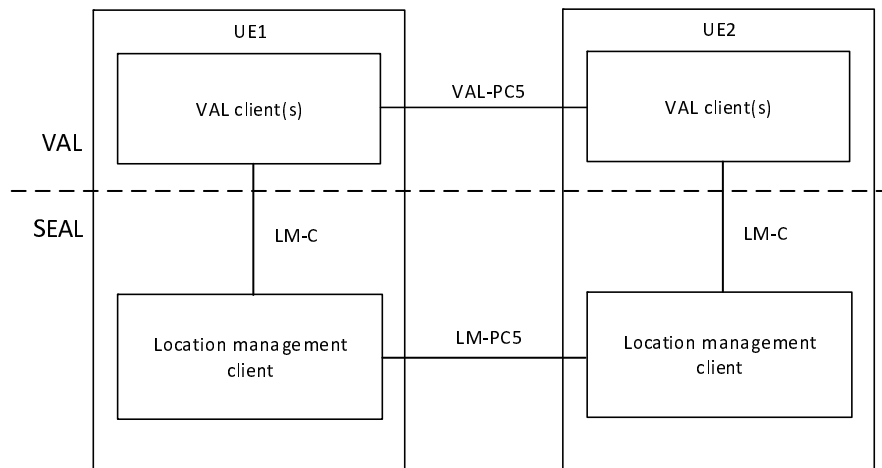 UE1
UE2
VAL client(s)
VAL-PC5
VAL client(s)
VAL
SEAL
LM-C
LM-C
Location management
client
LM-PC5
Location management
client